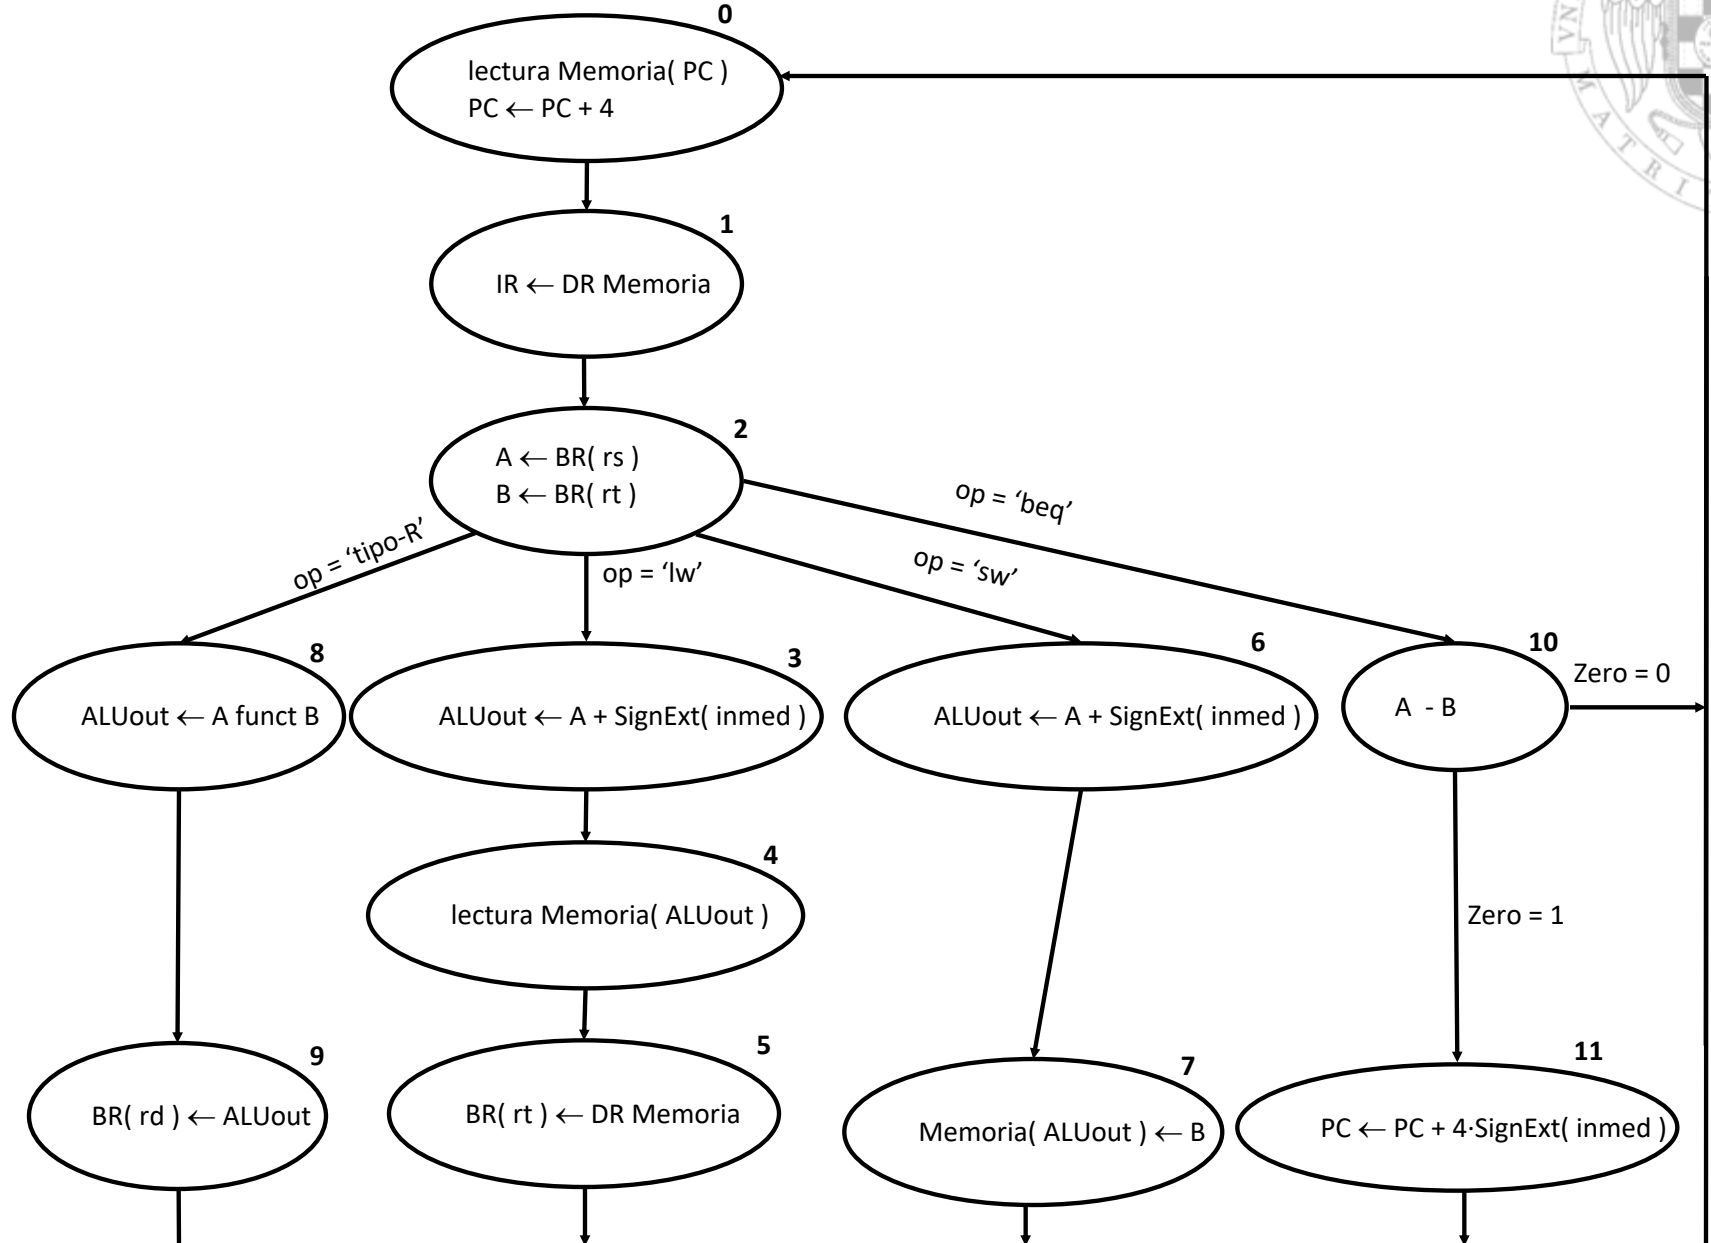 0
lectura Memoria( PC )
PC ← PC + 4
1
IR ← DR Memoria
2
A ← BR( rs )
B ← BR( rt )
op = ‘tipo-R’
op = ‘lw’
op = ‘sw’
op = ‘beq’
8
ALUout ← A funct B
3
ALUout ← A + SignExt( inmed )
6
ALUout ← A + SignExt( inmed )
10
A - B
Zero = 0
4
lectura Memoria( ALUout )
Zero = 1
9
BR( rd ) ← ALUout
5
BR( rt ) ← DR Memoria
7
Memoria( ALUout ) ← B
11
PC ← PC + 4·SignExt( inmed )
VN
MATRI